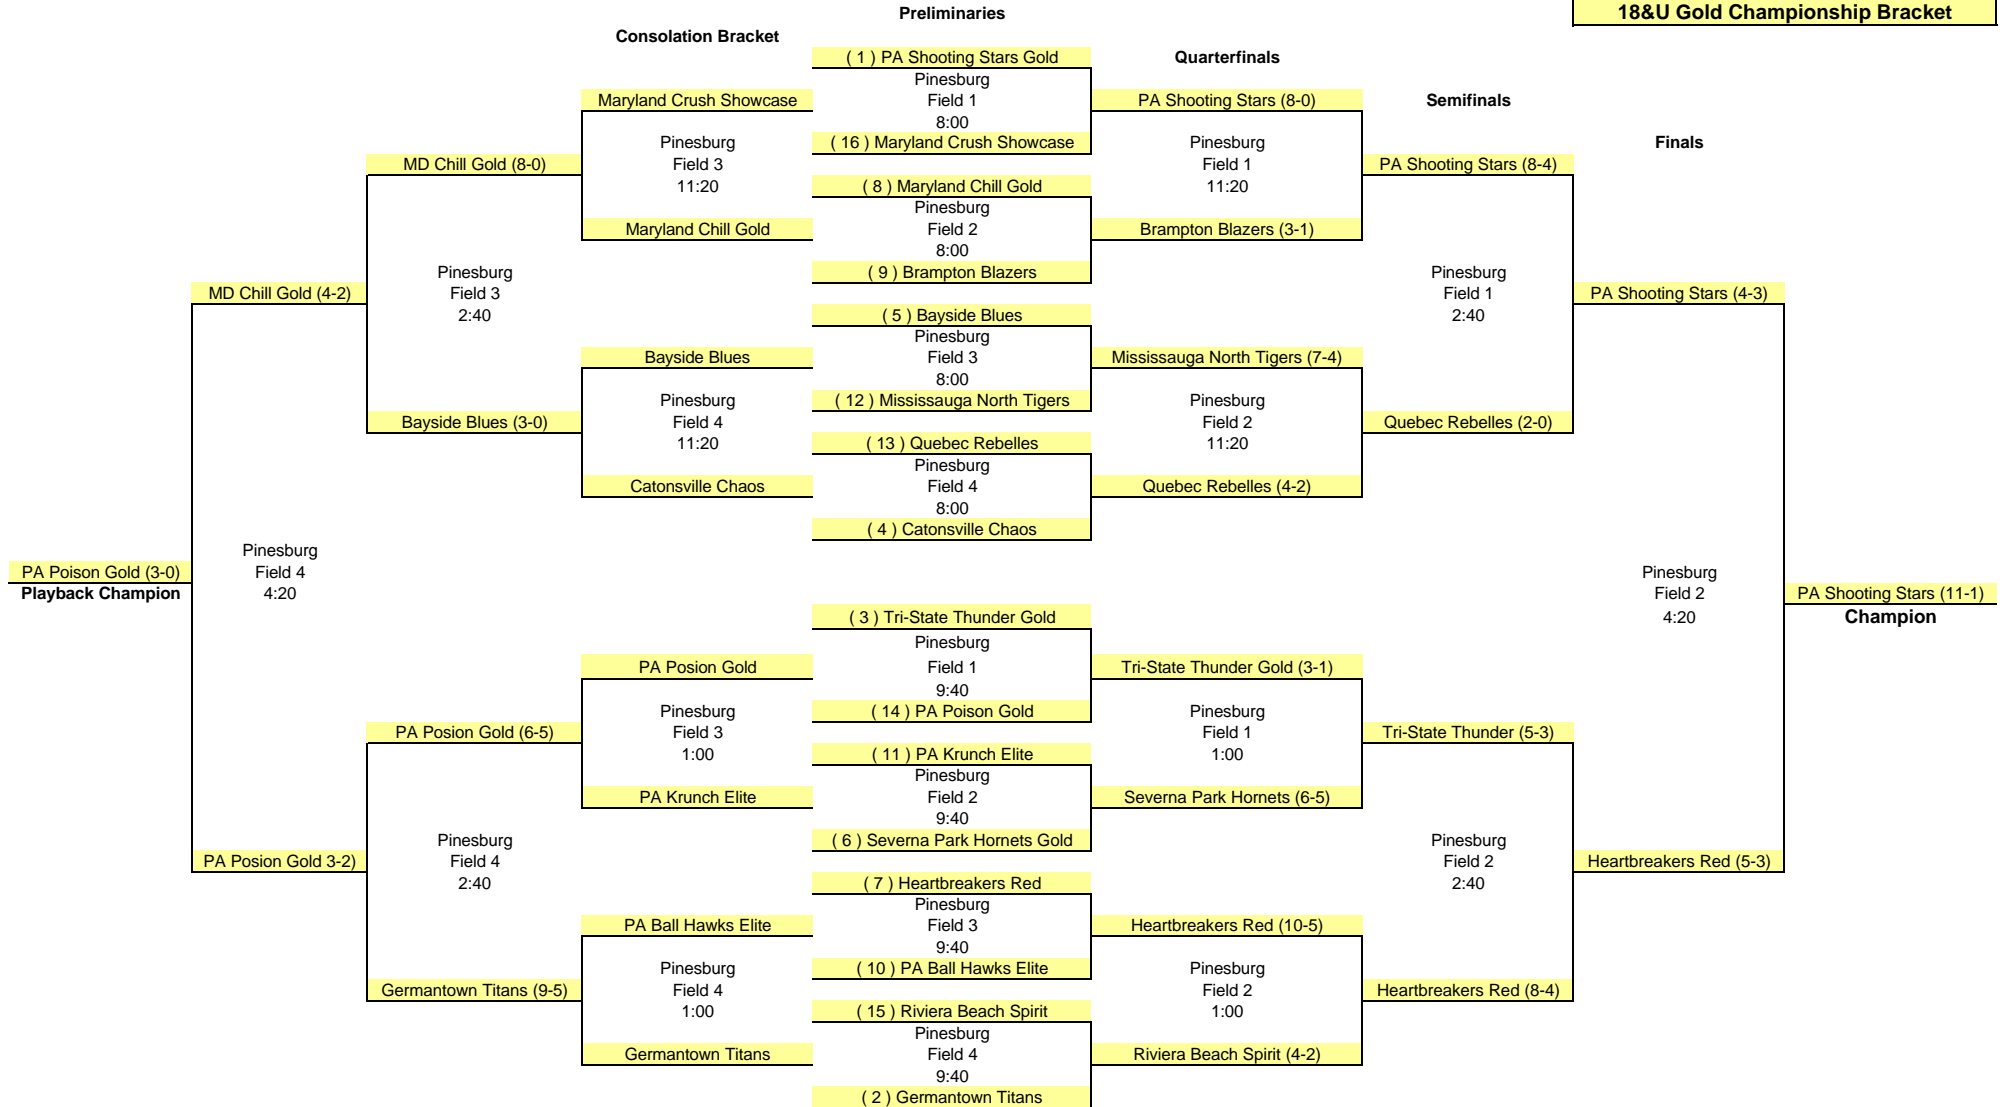 Preliminaries
18&U Gold Championship Bracket
Consolation Bracket
( 1 ) PA Shooting Stars Gold
Quarterfinals
Pinesburg
Maryland Crush Showcase
Field 1
PA Shooting Stars (8-0)
Semifinals
8:00
Pinesburg
( 16 ) Maryland Crush Showcase
Pinesburg
Finals
MD Chill Gold (8-0)
Field 3
Field 1
PA Shooting Stars (8-4)
11:20
( 8 ) Maryland Chill Gold
11:20
Pinesburg
Maryland Chill Gold
Field 2
Brampton Blazers (3-1)
8:00
Pinesburg
( 9 ) Brampton Blazers
Pinesburg
MD Chill Gold (4-2)
Field 3
Field 1
PA Shooting Stars (4-3)
2:40
( 5 ) Bayside Blues
2:40
Pinesburg
Bayside Blues
Field 3
Mississauga North Tigers (7-4)
8:00
Pinesburg
( 12 ) Mississauga North Tigers
Pinesburg
Bayside Blues (3-0)
Field 4
Field 2
Quebec Rebelles (2-0)
11:20
( 13 ) Quebec Rebelles
11:20
Pinesburg
Catonsville Chaos
Field 4
Quebec Rebelles (4-2)
8:00
( 4 ) Catonsville Chaos
Pinesburg
PA Poison Gold (3-0)
Field 4
Pinesburg
Playback Champion
4:20
Field 2
PA Shooting Stars (11-1)
( 3 ) Tri-State Thunder Gold
4:20
Champion
Pinesburg
PA Posion Gold
Field 1
Tri-State Thunder Gold (3-1)
9:40
Pinesburg
( 14 ) PA Poison Gold
Pinesburg
PA Posion Gold (6-5)
Field 3
Field 1
Tri-State Thunder (5-3)
1:00
( 11 ) PA Krunch Elite
1:00
Pinesburg
PA Krunch Elite
Field 2
Severna Park Hornets (6-5)
9:40
Pinesburg
( 6 ) Severna Park Hornets Gold
Pinesburg
PA Posion Gold 3-2)
Field 4
Field 2
Heartbreakers Red (5-3)
2:40
( 7 ) Heartbreakers Red
2:40
Pinesburg
PA Ball Hawks Elite
Field 3
Heartbreakers Red (10-5)
9:40
Pinesburg
( 10 ) PA Ball Hawks Elite
Pinesburg
Germantown Titans (9-5)
Field 4
Field 2
Heartbreakers Red (8-4)
1:00
( 15 ) Riviera Beach Spirit
1:00
Pinesburg
Germantown Titans
Field 4
Riviera Beach Spirit (4-2)
9:40
( 2 ) Germantown Titans